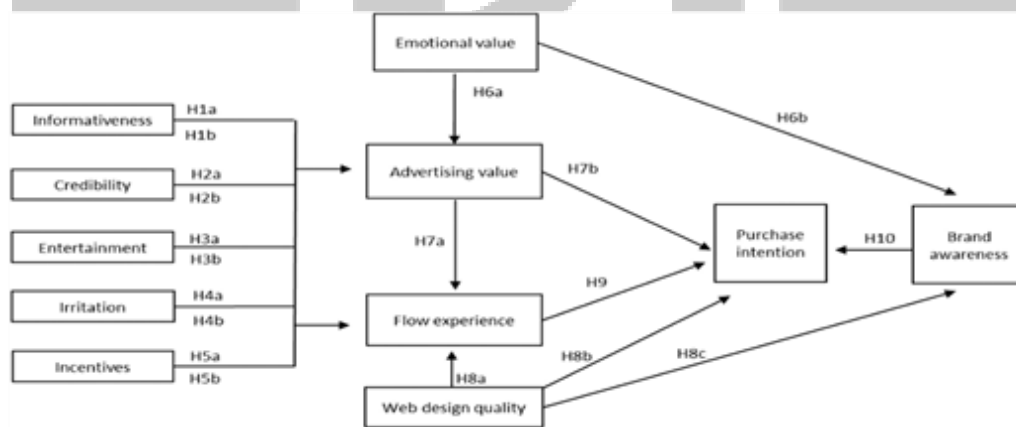 Emotional value
H6a
H6b
Informativeness
H1a
H1b
Credibility
H2a
H2b
Advertising value
H7b
Entertainment
H3a
H3b
H7a
Purchase
intention
H10
Brand
awareness
Irritation
H4a
H4b
Flow experience
H9
Incentives
H5a
H5b
H8a
H8b
H8c
Web design quality